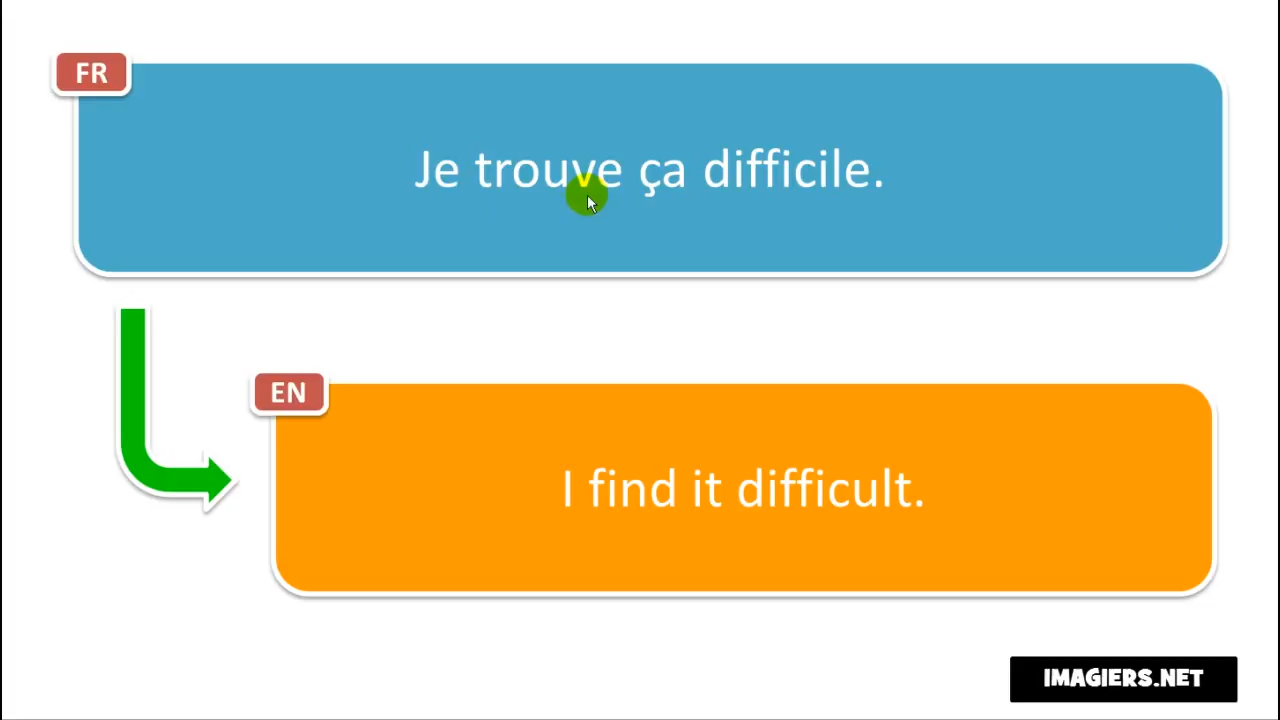 FR
Je trouve ça difficile.
EN
I find it difficult.
IMAGIERS.NET